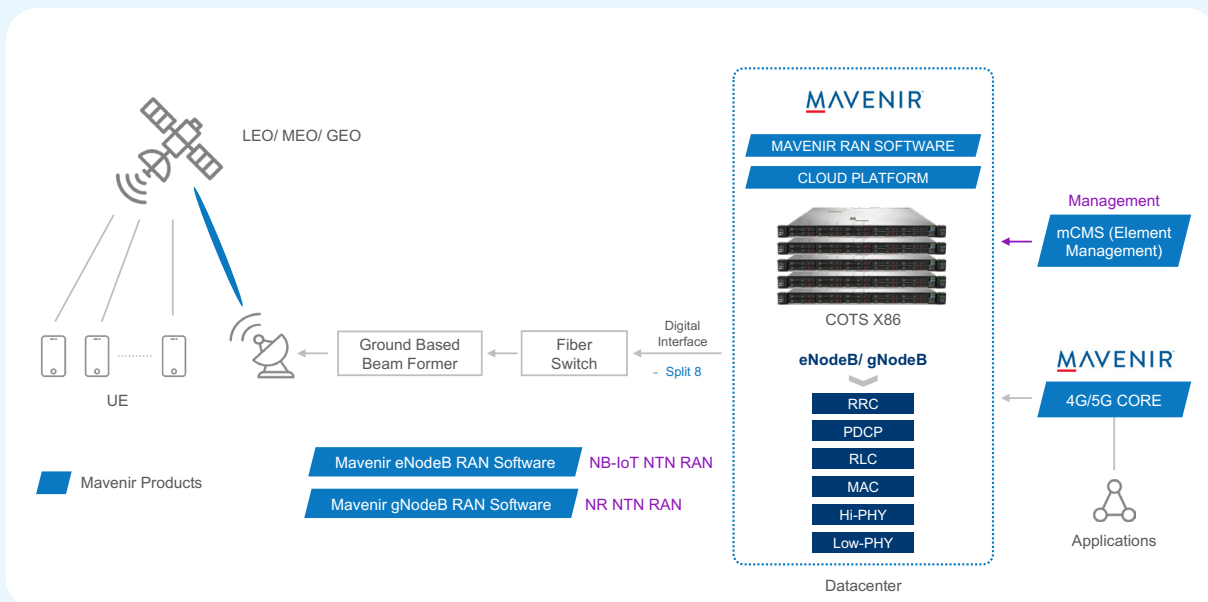 LEO/ MEO/ GEO
UE
Ground Based
Beam Former
Fiber
Switch
Digital
Interface
- Split 8
Mavenir eNodeB RAN Software
NB-IoT NTN RAN
Mavenir gNodeB RAN Software
NR NTN RAN
Mavenir Products
MAVENIR
MAVENIR RAN SOFTWARE
CLOUD PLATFORM
COTS X86
eNodeB/ gNodeB
RRC
PDCP
RLC
MAC
Hi-PHY
Low-PHY
Datacenter
Management
mCMS (Element
Management)
MAVENIR
4G/5G CORE
Applications